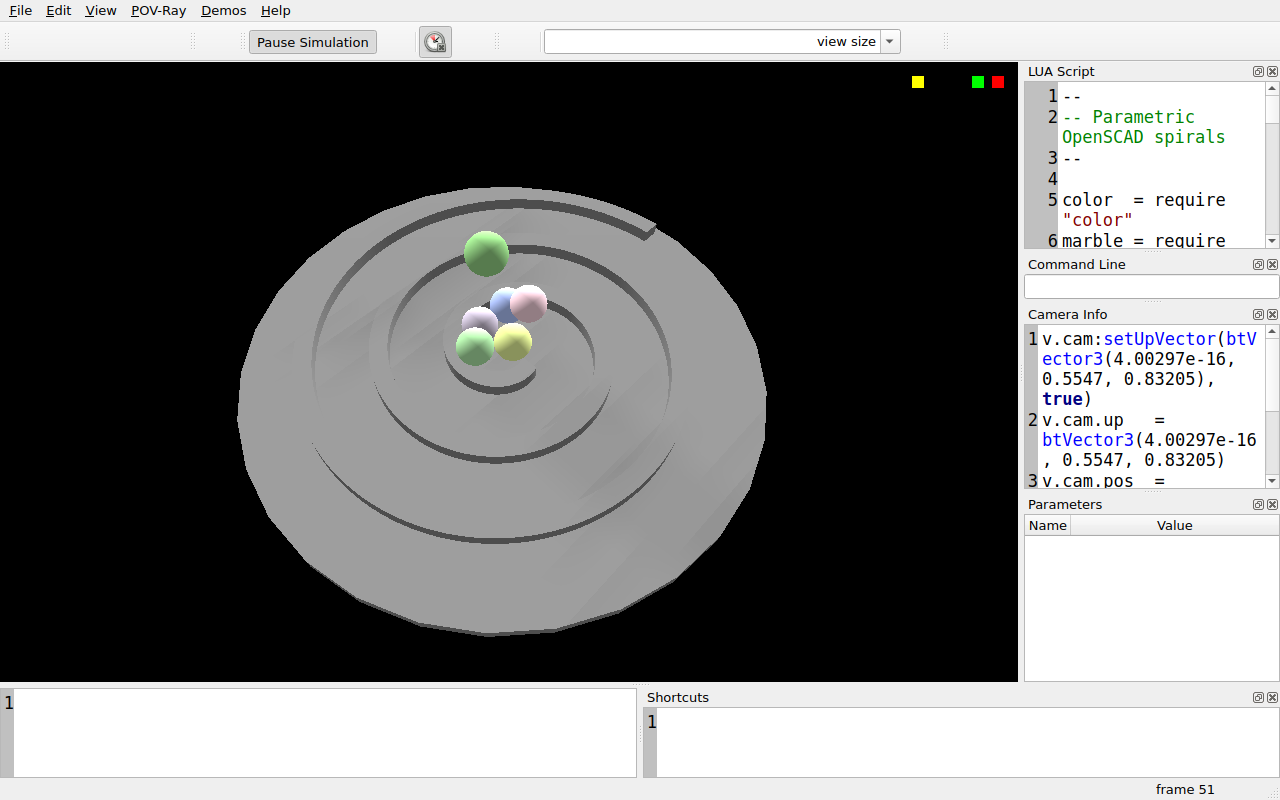 File Edit View POV-Ray Demos Help
Pause Simulation
view size
LUA Script
1 --
2 -- Parametric
OpenSCAD spirals
3 --
4
5 color  = require
"color"
6 marble = require
Command Line
Camera Info
1 v.cam:setUpVector(btV
ector3(4.00297e-16,
0.5547, 0.83205),
true)
2 v.cam.up   =
btVector3(4.00297e-16
, 0.5547, 0.83205)
3 v.cam.pos  =
Parameters
Name Value
1
Shortcuts
1
frame 51